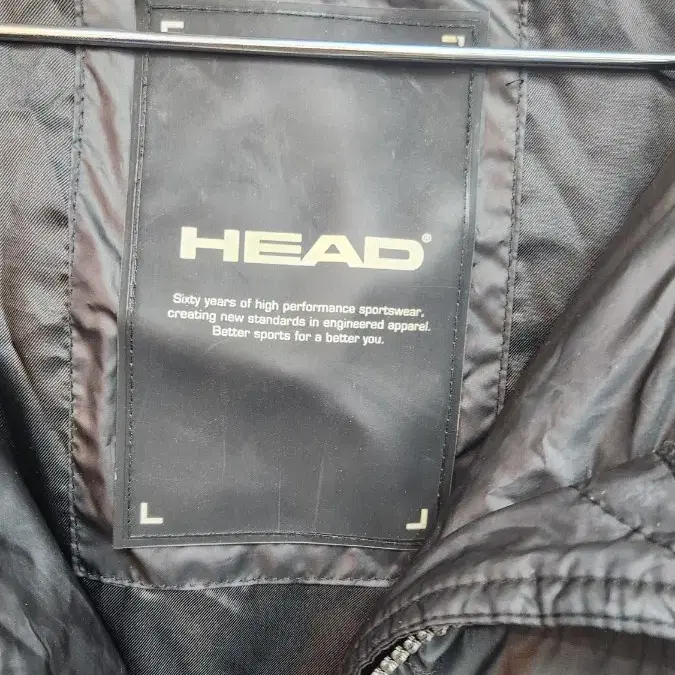 HEAD®
Sixty years of high performance sportswear,
creating new standards in engineered apparel.
Better sports for a better you.